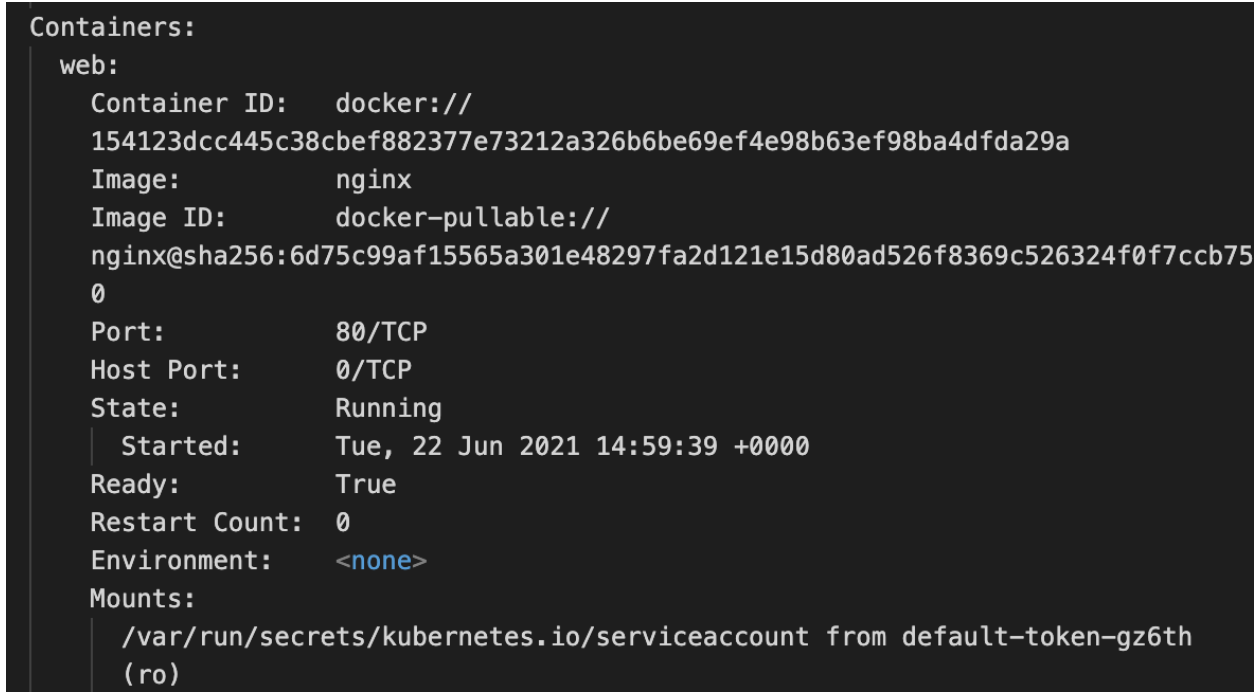 Containers:
web:
Container ID: docker://
154123dcc445c38cbef882377e73212a326b6be69ef4e98b63ef98ba4dfda29a
Image: nginx
Image ID: docker-pullable://
nginx@sha256:6d75c99af15565a301e48297fa2d121e15d80ad526f8369c526324f0f7ccb75
0
Port: 80/TCP
Host Port: 0/TCP
State: Running
Started: Tue, 22 Jun 2021 14:59:39 +0000
Ready: True
Restart Count: 0
Environment: <none>
Mounts:
/var/run/secrets/kubernetes.io/serviceaccount from default-token-gz6th
(ro)